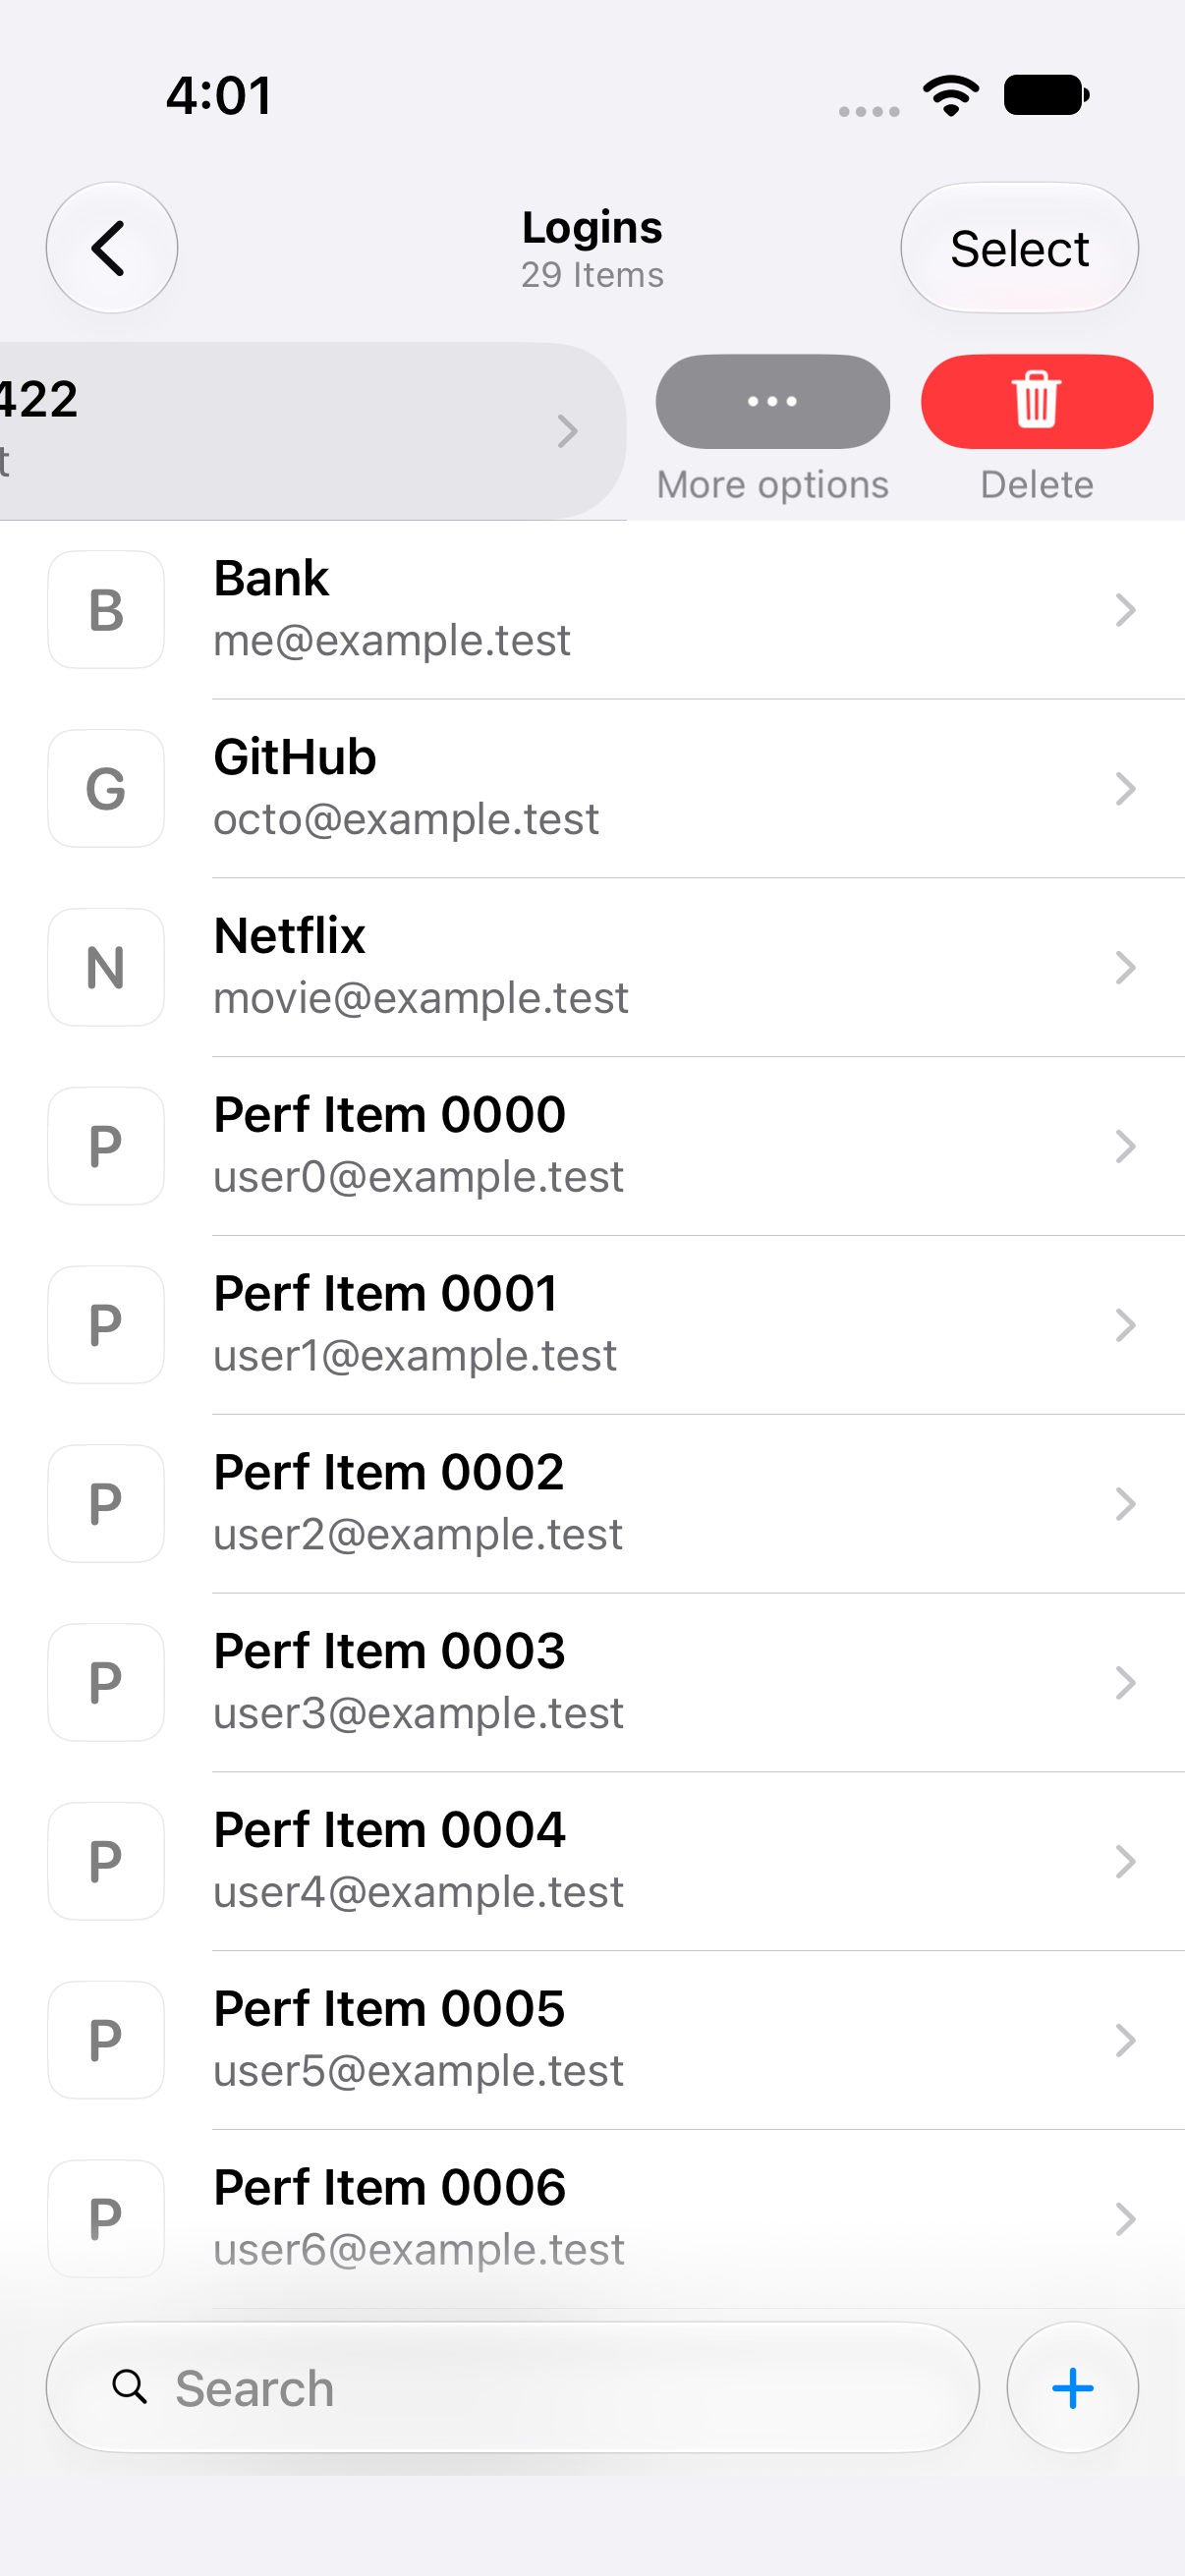 4:01
Logins
29 Items
Select
422
t
More options
Delete
B
Bank
me@example.test
G
GitHub
octo@example.test
N
Netflix
movie@example.test
P
Perf Item 0000
user0@example.test
P
Perf Item 0001
user1@example.test
P
Perf Item 0002
user2@example.test
P
Perf Item 0003
user3@example.test
P
Perf Item 0004
user4@example.test
P
Perf Item 0005
user5@example.test
P
Perf Item 0006
user6@example.test
Search